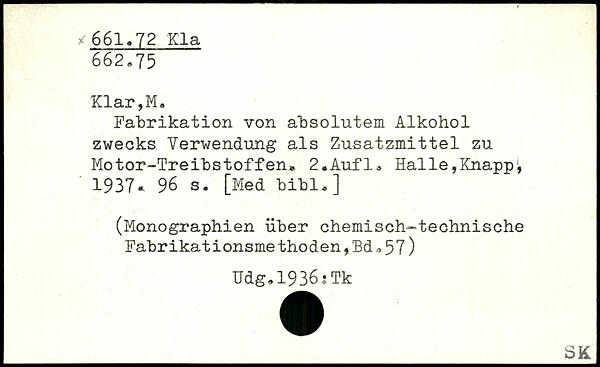 × 661.72 Kla
662.75
Klar,M.
Fabrikation von absolutem Alkohol
zwecks Verwendung als Zusatzmittel zu
Motor-Treibstoffen. 2.Aufl. Halle,Knapp,
1937. 96 s. [Med bibl.]
(Monographien über chemisch-technische
Fabrikationsmethoden,Bd.57)
Udg.1936:Tk
SK